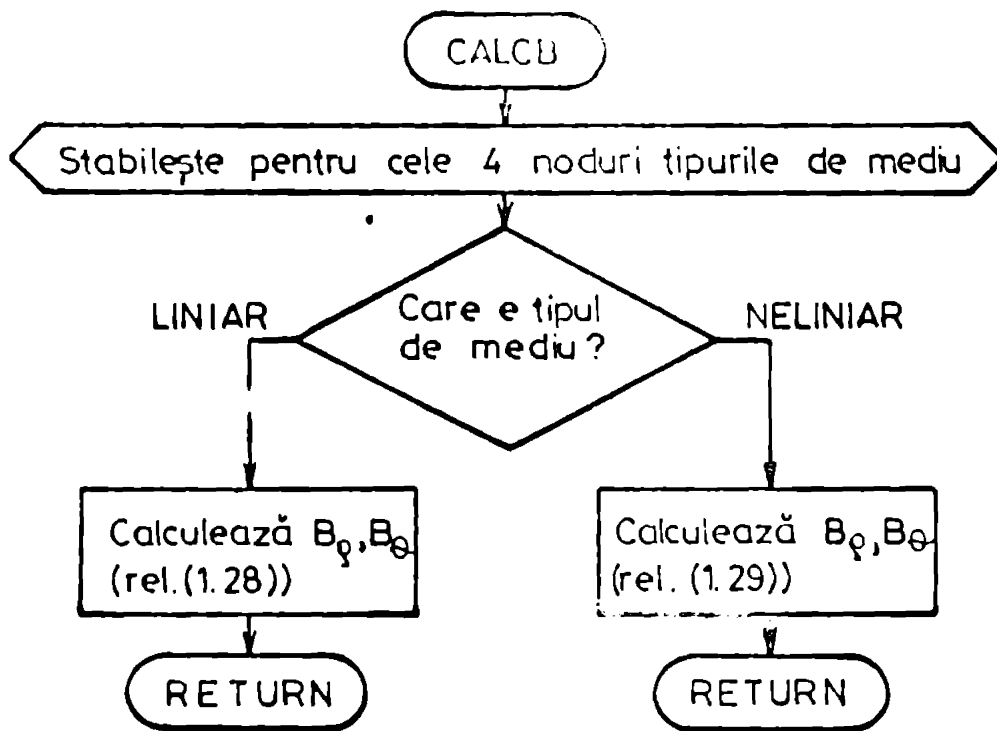 CALCB
Stabilește pentru cele 4 noduri tipurile de mediu
Care e tipul
de mediu?
LINIAR
NELINIAR
Calculează Bρ, Bθ
(rel.(1.28))
Calculează Bρ, Bθ
(rel. (1.29))
RETURN
RETURN